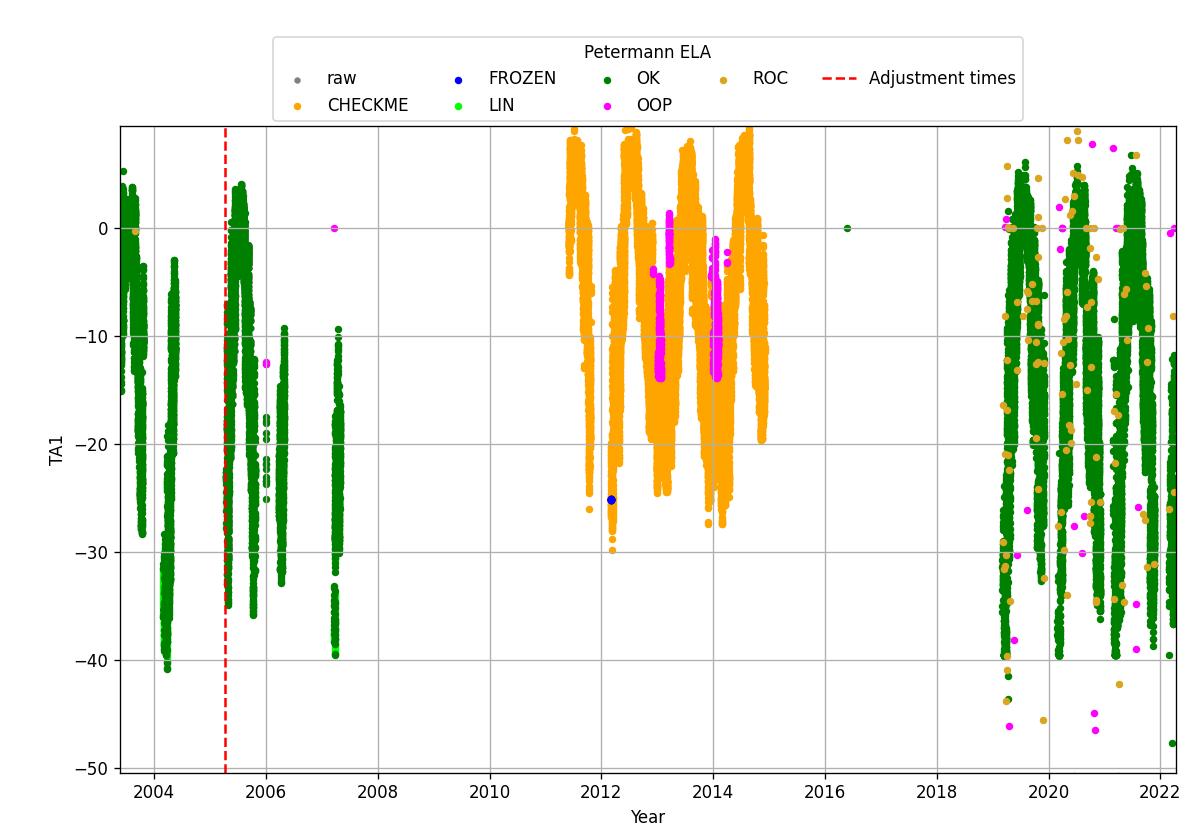 Petermann ELA
raw FROZEN OK ROC Adjustment times
CHECKME LIN OOP
0
−10
−20
−30
−40
−50
TA1
2004 2006 2008 2010 2012 2014 2016 2018 2020 2022
Year